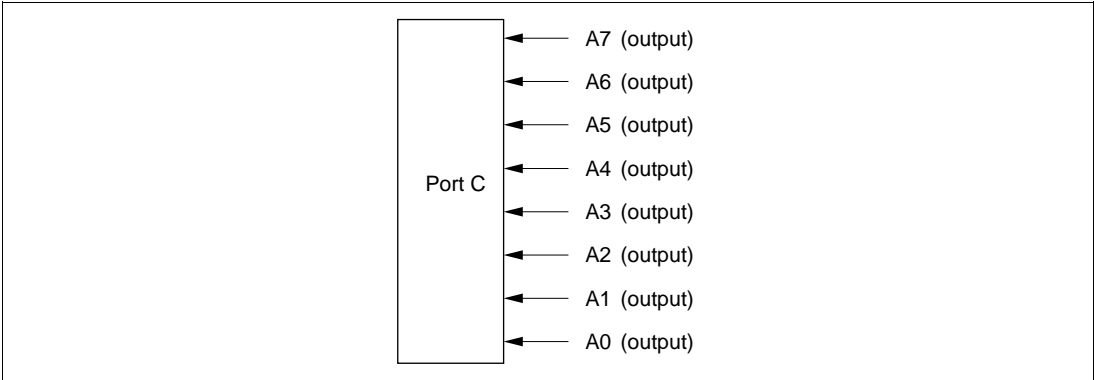 A7 (output)
A6 (output)
A5 (output)
A4 (output)
Port C
A3 (output)
A2 (output)
A1 (output)
A0 (output)